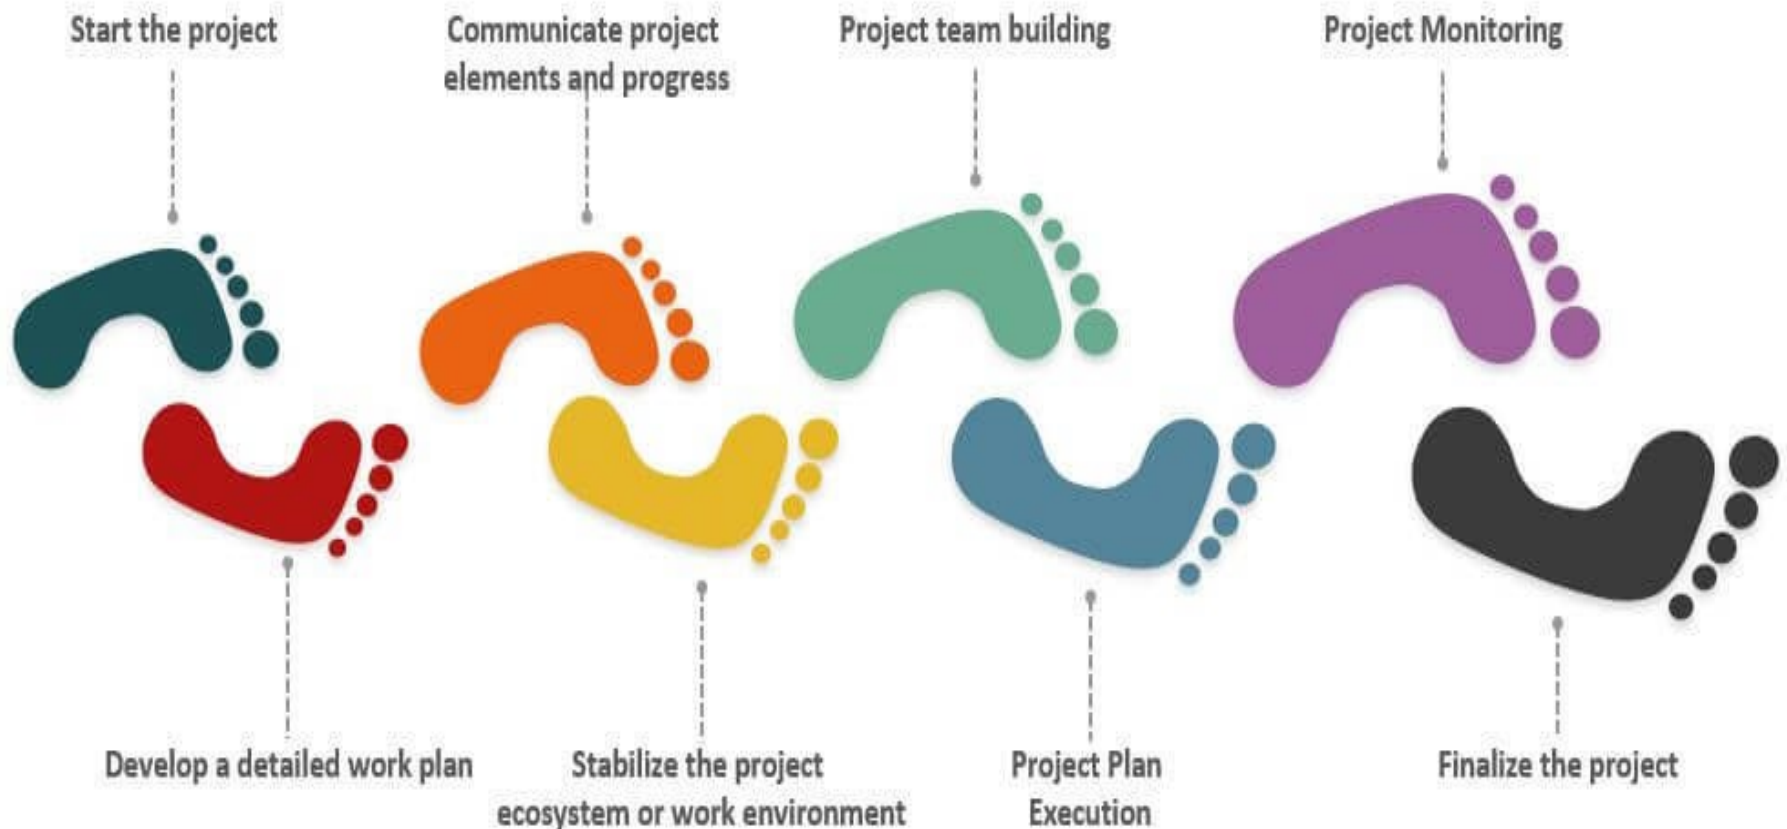 Start the project
Communicate project
elements and progress
Project team building
Project Monitoring
Develop a detailed work plan
Stabilize the project
ecosystem or work environment
Project Plan
Execution
Finalize the project